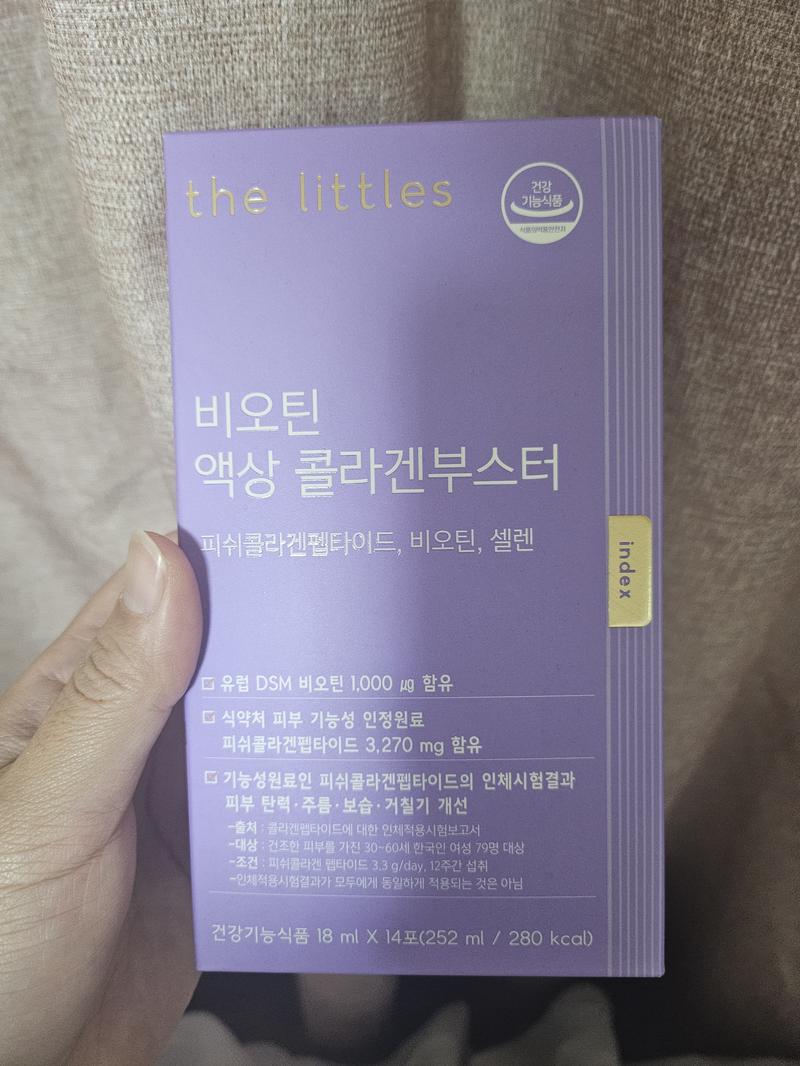 the littles
건강
기능식품
식품의약품안전처
비오틴
액상 콜라겐부스터
피쉬콜라겐펩타이드, 비오틴, 셀렌
index
유럽 DSM 비오틴 1,000 ㎍ 함유
식약처 피부 기능성 인정원료
피쉬콜라겐펩타이드 3,270 mg 함유
기능성원료인 피쉬콜라겐펩타이드의 인체시험결과
피부 탄력·주름·보습·거칠기 개선
-출처 : 콜라겐펩타이드에 대한 인체적용시험보고서
-대상 : 건조한 피부를 가진 30~60세 한국인 여성 79명 대상
-조건 : 피쉬콜라겐 펩타이드 3.3 g/day, 12주간 섭취
-인체적용시험결과가 모두에게 동일하게 적용되는 것은 아님
건강기능식품 18 ml X 14포(252 ml / 280 kcal)